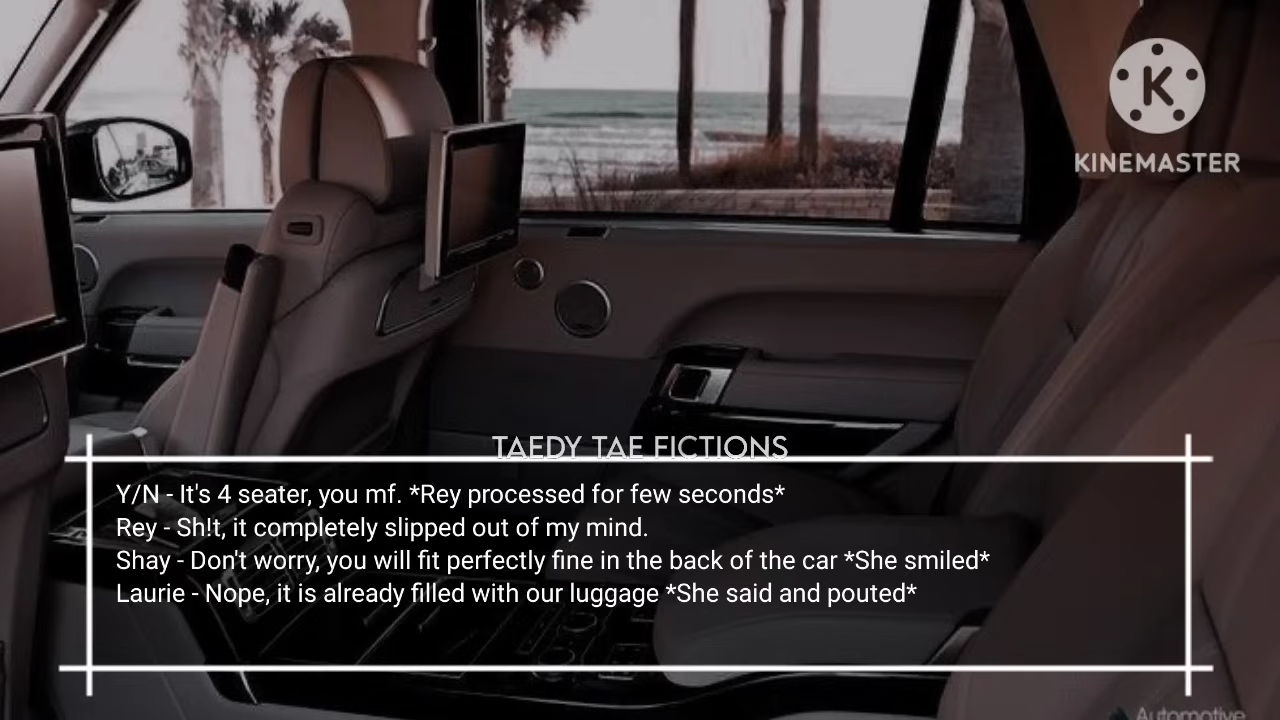 KINEMASTER
TAEDY TAE FICTIONS
Y/N - It's 4 seater, you mf. *Rey processed for few seconds*
Rey - Sh!t, it completely slipped out of my mind.
Shay - Don't worry, you will fit perfectly fine in the back of the car *She smiled*
Laurie - Nope, it is already filled with our luggage *She said and pouted*
Automotive